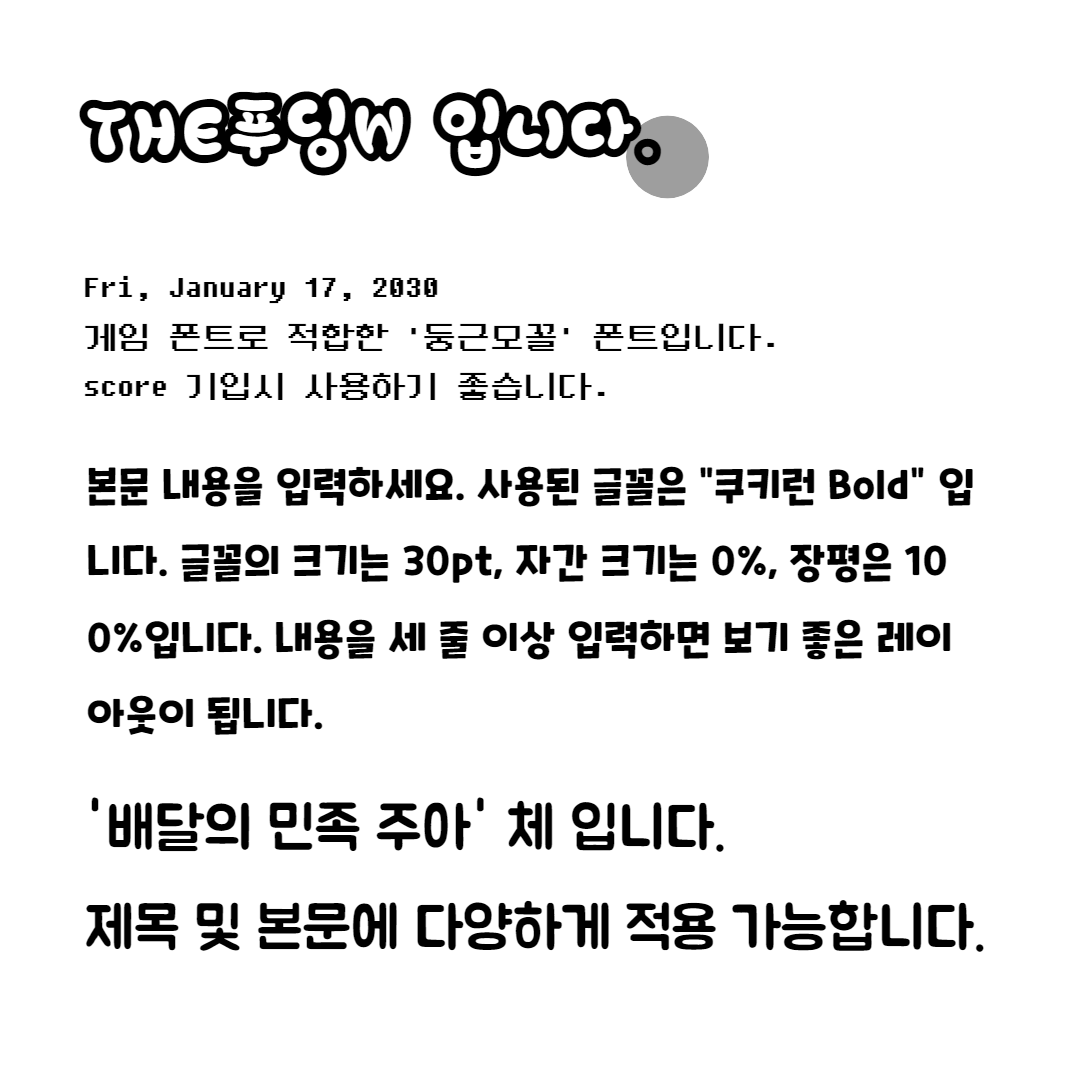 THE푸딩W 입니다.
Fri, January 17, 2030
게임 폰트로 적합한 '둥근모꼴' 폰트입니다.
score 기입시 사용하기 좋습니다.
본문 내용을 입력하세요. 사용된 글꼴은 "쿠키런 Bold" 입
니다. 글꼴의 크기는 30pt, 자간 크기는 0%, 장평은 10
0%입니다. 내용을 세 줄 이상 입력하면 보기 좋은 레이
아웃이 됩니다.
'배달의 민족 주아' 체 입니다.
제목 및 본문에 다양하게 적용 가능합니다.